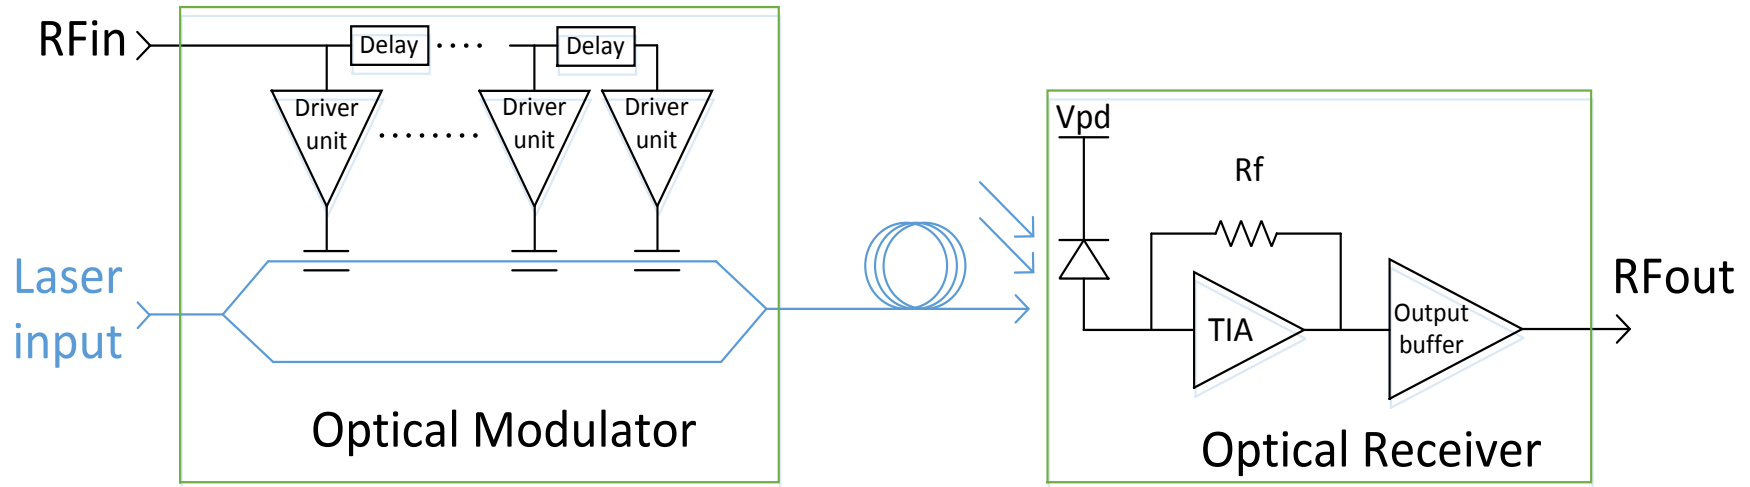 RFin
Delay
Delay
Driver
unit
Driver
unit
Driver
unit
Laser
input
Optical Modulator
Vpd
Rf
TIA
Output
buffer
RFout
Optical Receiver